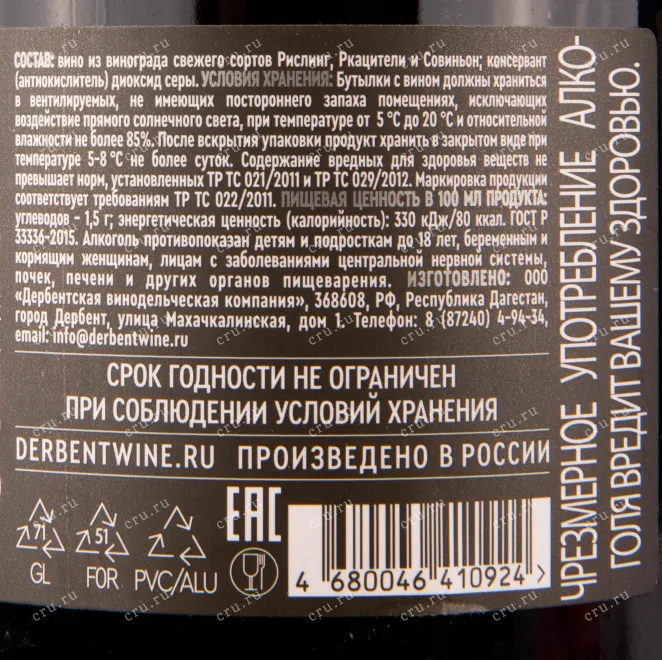 СОСТАВ: вино из винограда свежего сортов Рислинг, Ркацители и Совиньон; консервант
(антиокислитель) диоксид серы. УСЛОВИЯ ХРАНЕНИЯ: Бутылки с вином должны храниться
в вентилируемых, не имеющих постороннего запаха помещениях, исключающих
воздействие прямого солнечного света, при температуре от 5 °C до 20 °C и относительной
влажности не более 85%. После вскрытия упаковки продукт хранить в закрытом виде при
температуре 5-8 °C не более суток. Содержание вредных для здоровья веществ не
превышает норм, установленных ТР ТС 021/2011 и ТР ТС 029/2012. Маркировка продукции
соответствует требованиям ТР ТС 022/2011. ПИЩЕВАЯ ЦЕННОСТЬ В 100 МЛ ПРОДУКТА:
углеводов - 1,5 г; энергетическая ценность (калорийность): 330 кДж/80 ккал. ГОСТ Р
33336-2015. Алкоголь противопоказан детям и подросткам до 18 лет, беременным и
кормящим женщинам, лицам с заболеваниями центральной нервной системы,
почек, печени и других органов пищеварения. ИЗГОТОВЛЕНО: ООО
«Дербентская винодельческая компания», 368608, РФ, Республика Дагестан,
город Дербент, улица Махачкалинская, дом 1. Телефон: 8 (87240) 4-94-34,
email: info@derbentwine.ru
СРОК ГОДНОСТИ НЕ ОГРАНИЧЕН
ПРИ СОБЛЮДЕНИИ УСЛОВИЙ ХРАНЕНИЯ
DERBENTWINE.RU ПРОИЗВЕДЕНО В РОССИИ
71 51
GL FOR PVC/ALU
EAC
4 680046 410924 >
ЧРЕЗМЕРНОЕ УПОТРЕБЛЕНИЕ АЛКО-
ГОЛЯ ВРЕДИТ ВАШЕМУ ЗДОРОВЬЮ.
cru.ru